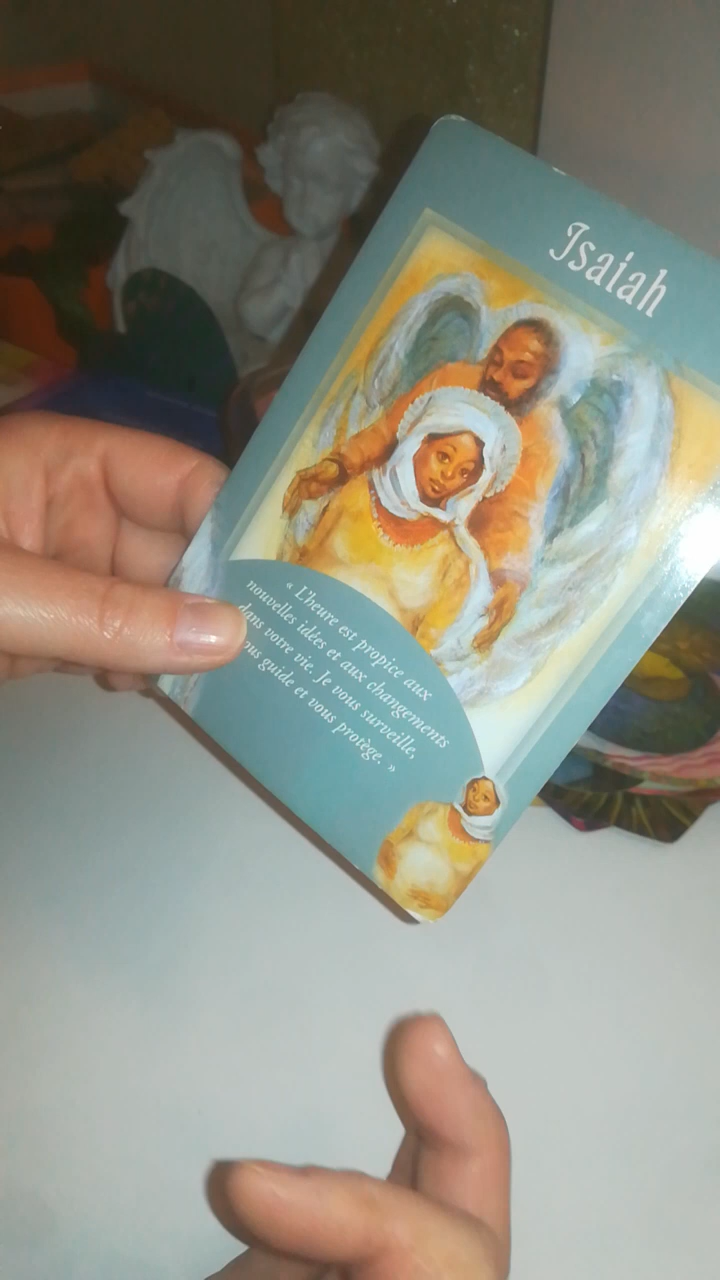 Isaiah
« L'heure est propice aux
nouvelles idées et aux changements
dans votre vie. Je vous surveille,
guide et vous protège. »